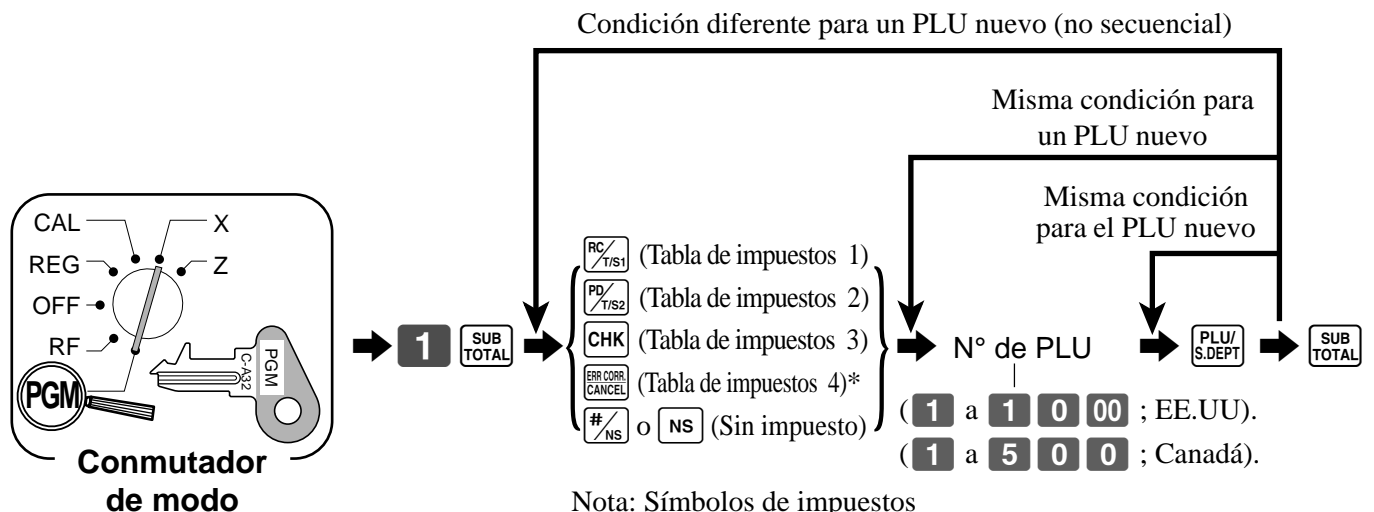 Condición diferente para un PLU nuevo (no secuencial)
Misma condición para
un PLU nuevo
Misma condición
para el PLU nuevo
CAL
X
REG
Z
OFF
RF
PGM
PGM
C-A32
Conmutador
de modo
1 SUB TOTAL
RC/T/S1 (Tabla de impuestos 1)
PD/T/S2 (Tabla de impuestos 2)
CHK (Tabla de impuestos 3)
ERR CORR. CANCEL (Tabla de impuestos 4)*
#/NS o NS (Sin impuesto)
N° de PLU
PLU/ S.DEPT
SUB TOTAL
(1 a 1 0 00 ; EE.UU).
(1 a 5 0 0 ; Canadá).
Nota: Símbolos de impuestos